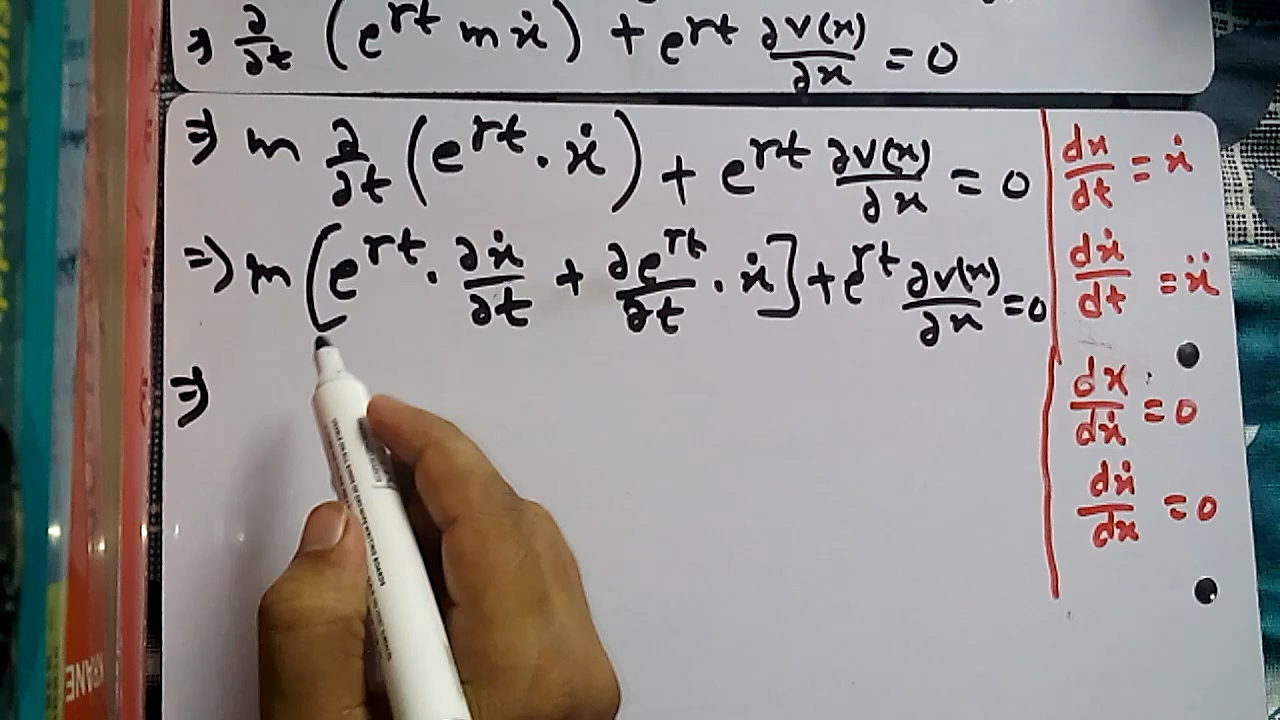 ⇒ ∂/∂t (e^rt mẋ) + e^rt ∂V(x)/∂x = 0
⇒ m ∂/∂t (e^rt · ẋ) + e^rt ∂V(x)/∂x = 0
⇒ m [e^rt · ∂ẋ/∂t + ∂e^rt/∂t · ẋ] + e^rt ∂V(x)/∂x = 0
⇒
dx/dt = ẋ
dẋ/dt = ẍ
dx/dẋ = 0
dẋ/dx = 0